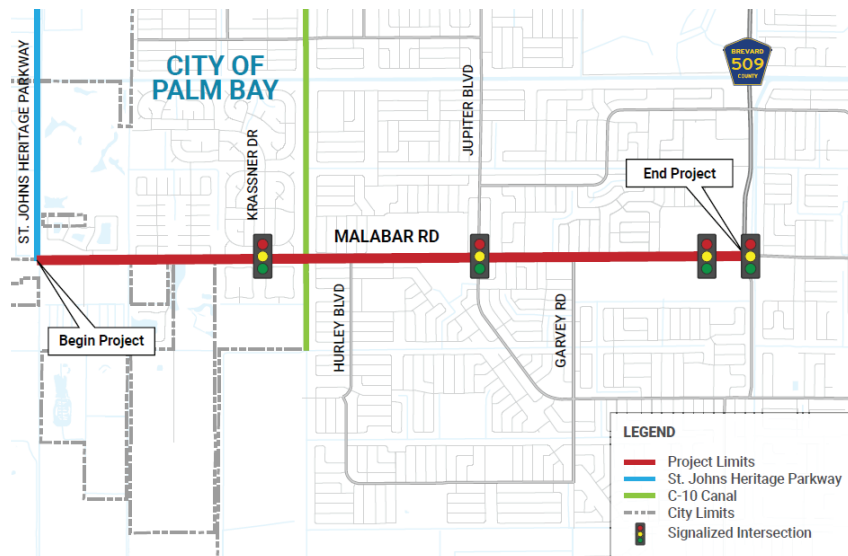 ST. JOHNS HERITAGE PARKWAY
CITY OF
PALM BAY
KRASSNER DR
JUPITER BLVD
BREVARD
509
COUNTY
End Project
MALABAR RD
Begin Project
HURLEY BLVD
GARVEY RD
LEGEND
Project Limits
St. Johns Heritage Parkway
C-10 Canal
City Limits
Signalized Intersection